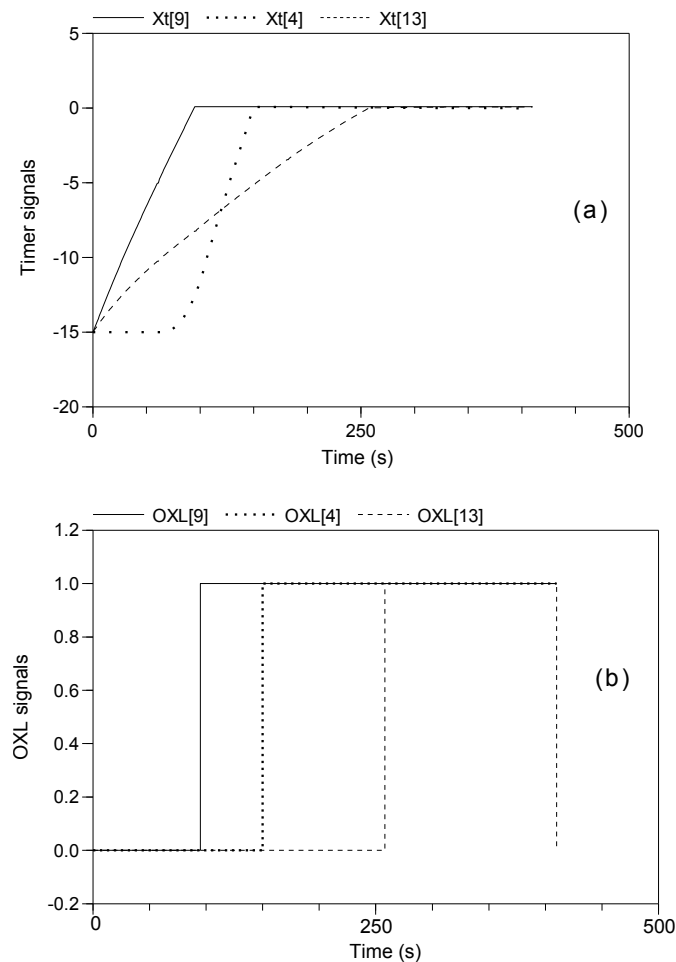 Xt[9] Xt[4] Xt[13]
5
0
-5
-10
-15
-20
Timer signals
(a)
0 250 500
Time (s)
OXL[9] OXL[4] OXL[13]
1.2
1.0
0.8
0.6
0.4
0.2
0.0
-0.2
OXL signals
(b)
0 250 500
Time (s)